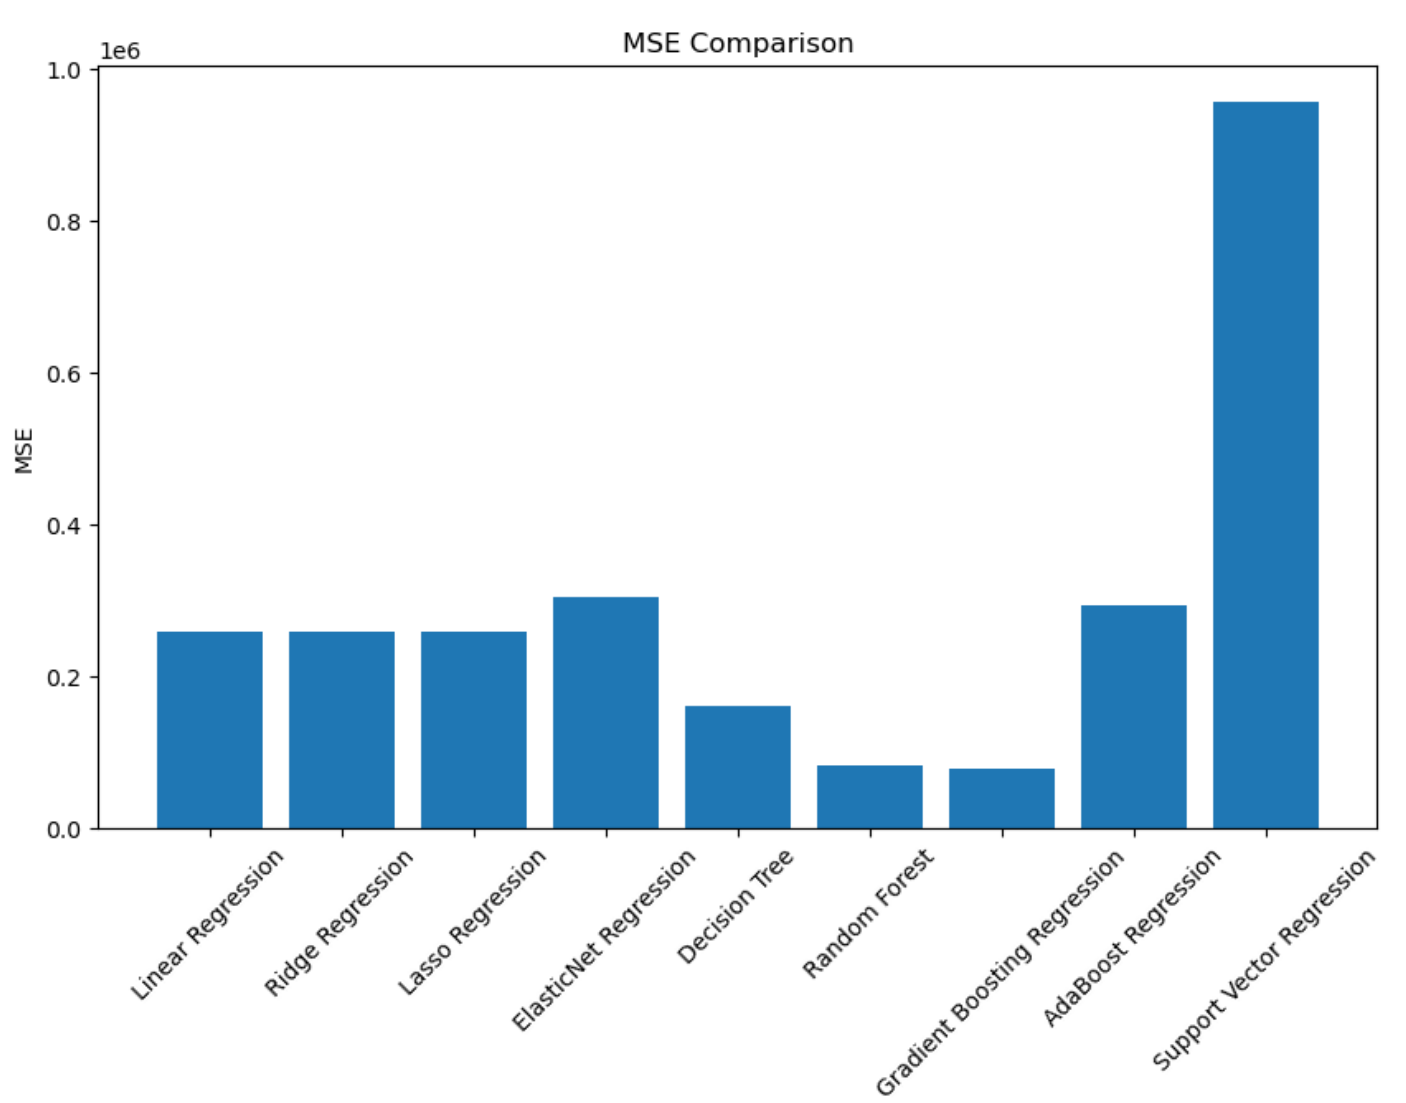 MSE Comparison
1e6
1.0
0.8
0.6
0.4
0.2
0.0
MSE
Linear Regression
Ridge Regression
Lasso Regression
ElasticNet Regression
Decision Tree
Random Forest
Gradient Boosting Regression
AdaBoost Regression
Support Vector Regression